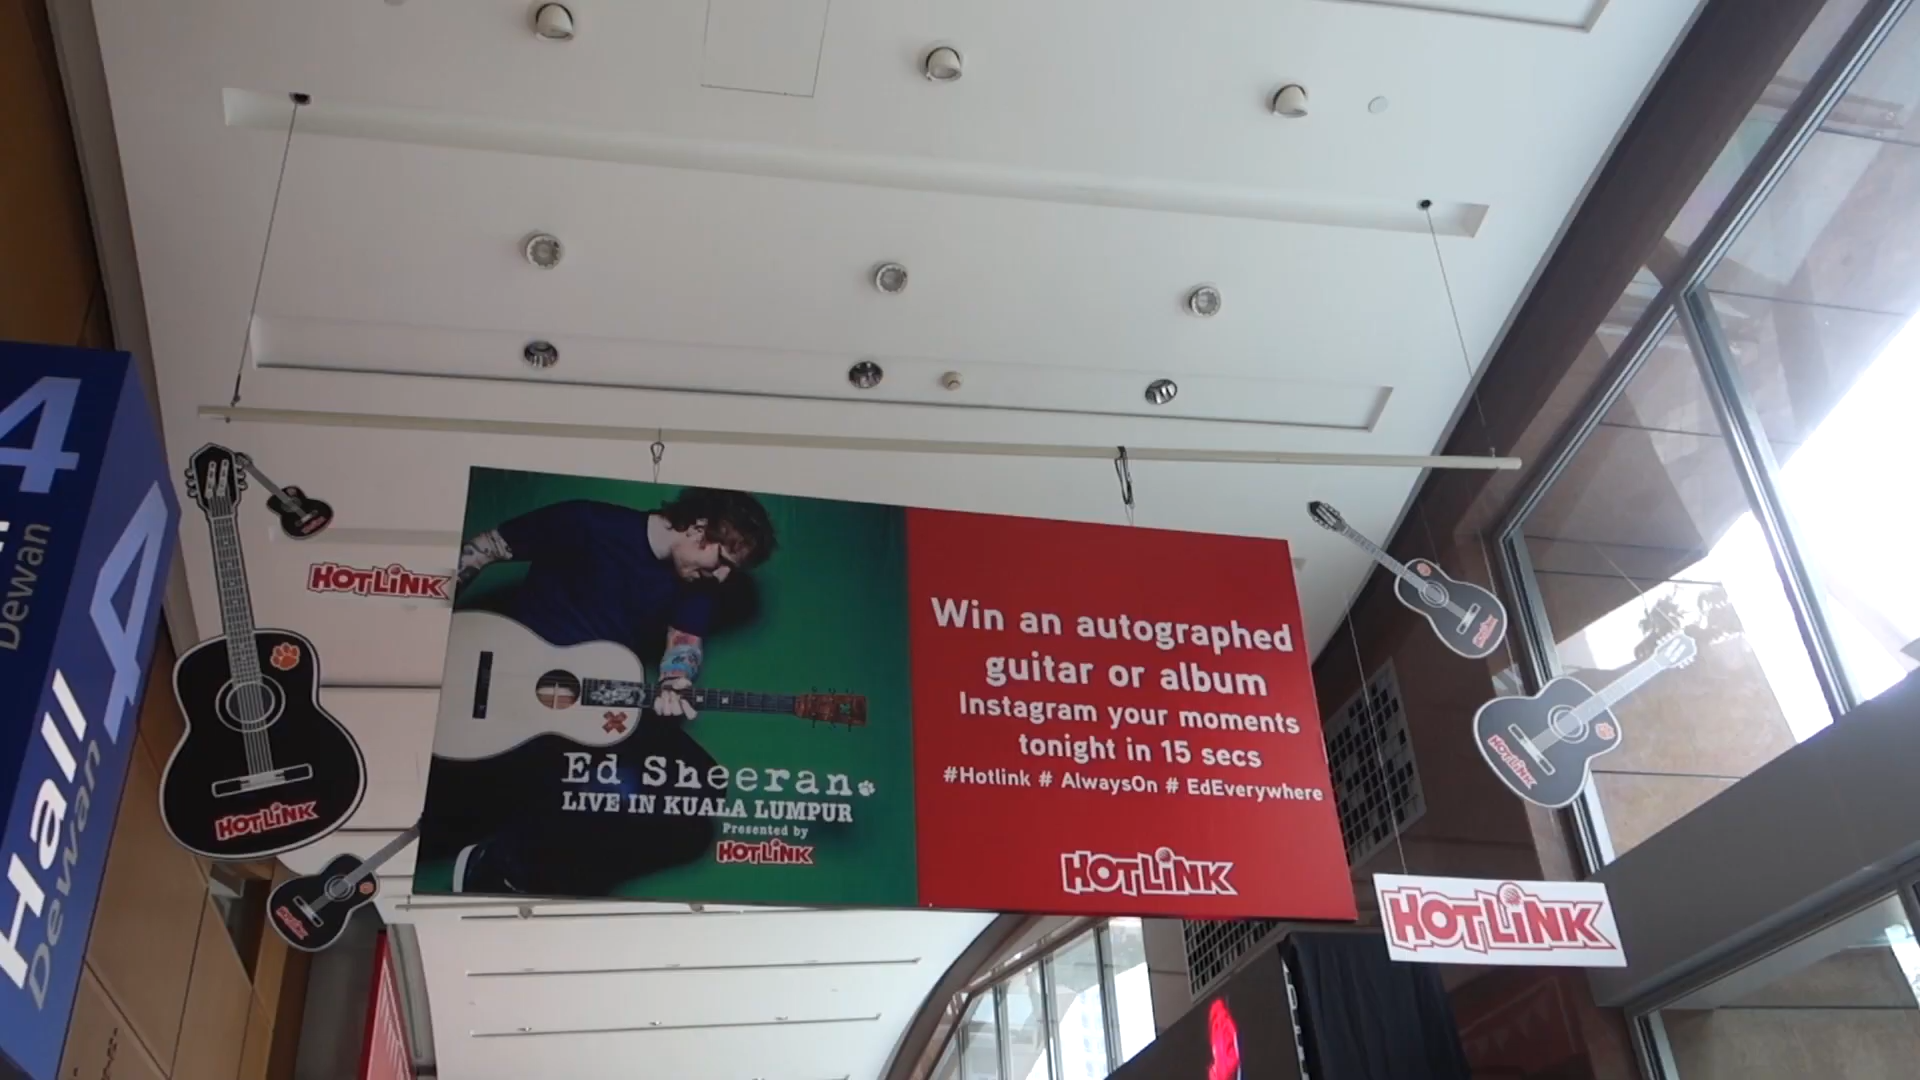 4
Dewan
4
Hall
Dewan
HOTLINK
HOTLINK
Ed Sheeran
LIVE IN KUALA LUMPUR
Presented by
HOTLINK
Win an autographed
guitar or album
Instagram your moments
tonight in 15 secs
#Hotlink # AlwaysOn # EdEverywhere
HOTLINK
HOTLINK
HOTLINK